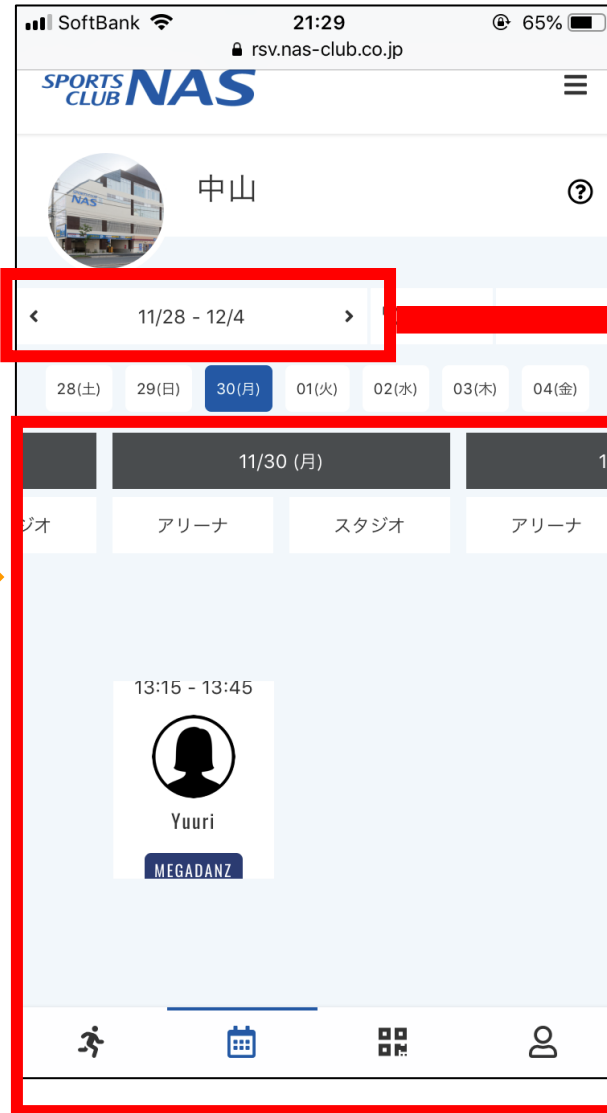 SoftBank 21:29 65%
rsv.nas-club.co.jp
SPORTS CLUB NAS
NAS
中山
11/28 - 12/4
28(土) 29(日) 30(月) 01(火) 02(水) 03(木) 04(金)
11/30 (月) 1
ジオ アリーナ スタジオ アリーナ
13:15 - 13:45
Yuuri
MEGADANZ